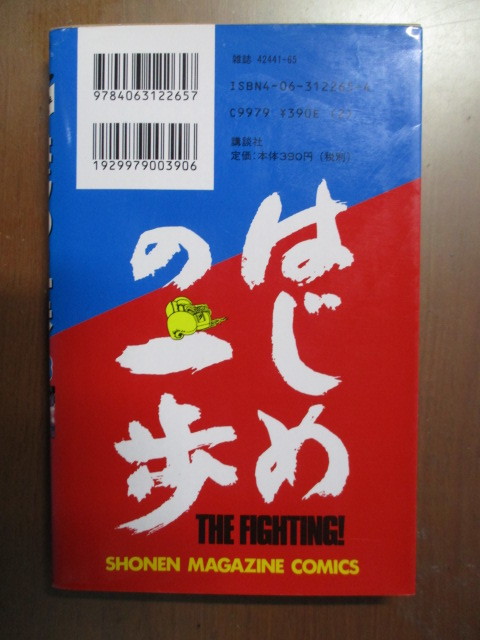 9784063122657
1929979003906
雑誌 42441-65
ISBN4-06-31226
C9979 ¥390E
講談社
定価:本体390円(税別)
はじめ
の一歩
THE FIGHTING!
SHONEN MAGAZINE COMICS